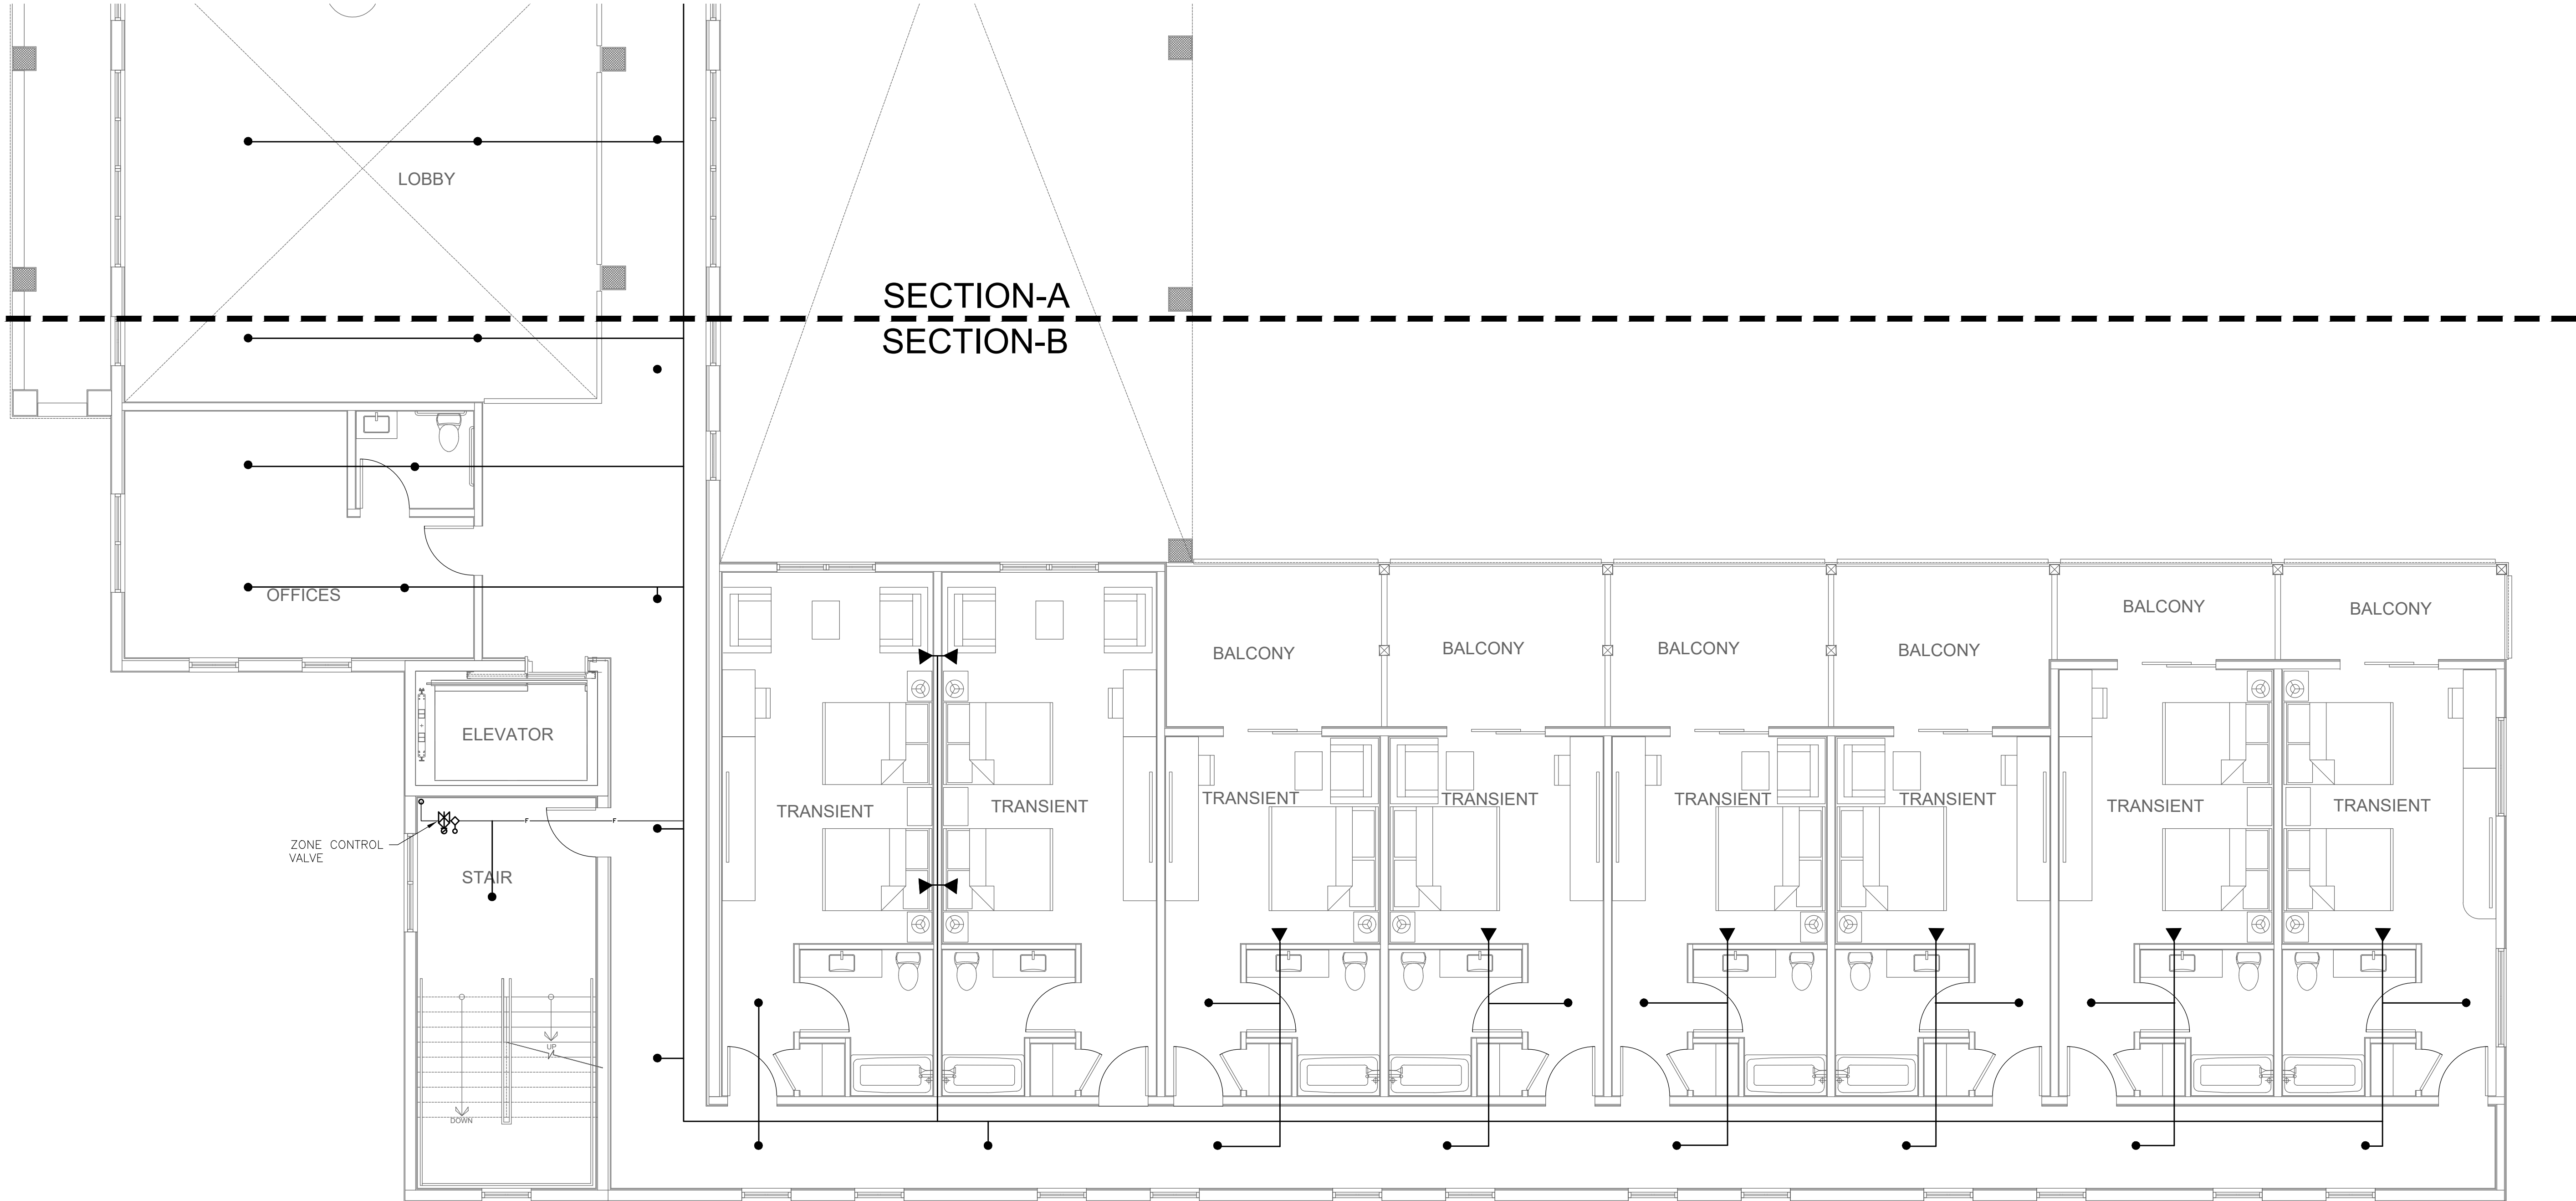 LOBBY
SECTION-A
SECTION-B
OFFICES
BALCONY
BALCONY
BALCONY
BALCONY
BALCONY
BALCONY
ELEVATOR
TRANSIENT
TRANSIENT
TRANSIENT
TRANSIENT
TRANSIENT
TRANSIENT
TRANSIENT
TRANSIENT
F
F
ZONE CONTROL
VALVE
STAIR
UP
DOWN